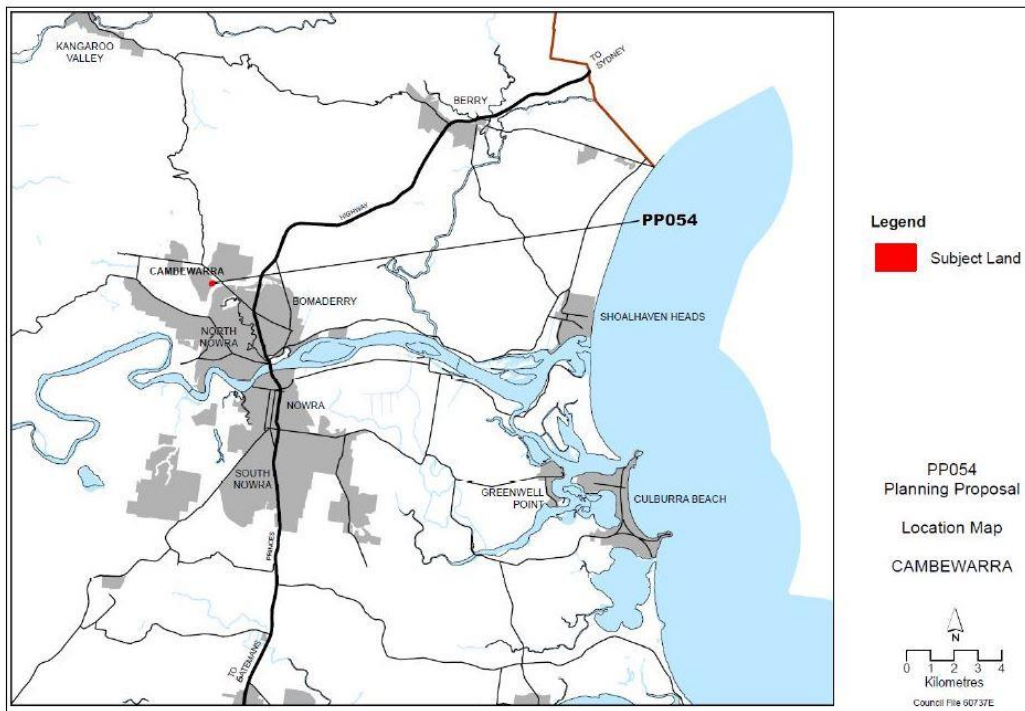 KANGAROO
VALLEY
TO
SYDNEY
BERRY
HIGHWAY
PP054
CAMBEWARRA
BOMADERRY
NORTH
NOWRA
SHOALHAVEN HEADS
NOWRA
SOUTH
NOWRA
GREENWELL
POINT
CULBURRA BEACH
PRINCES
TO
BATEMANS
Legend
Subject Land
PP054
Planning Proposal
Location Map
CAMBEWARRA
N
0 1 2 3 4
Kilometres
Council File 60737E